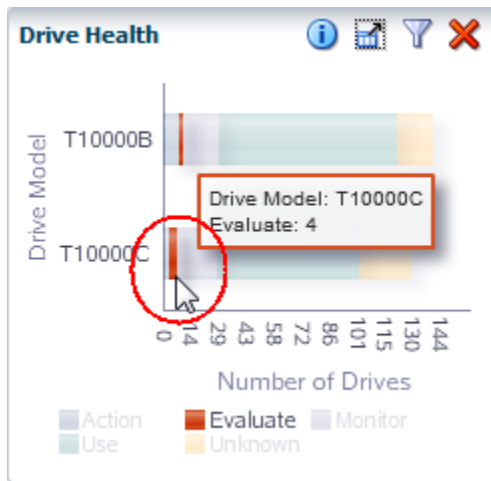 Drive Health
Drive Model
T10000B
T10000C
Drive Model: T10000C
Evaluate: 4
0 14 29 43 58 72 86 101 115 130 144
Number of Drives
Action Evaluate Monitor
Use Unknown